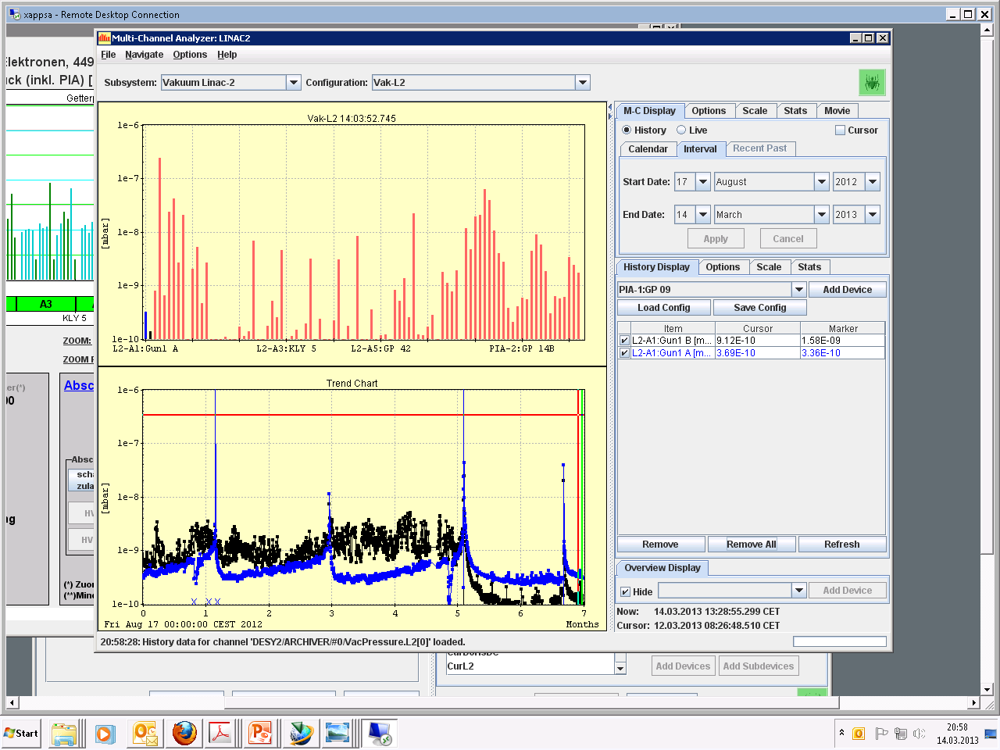 xappsa - Remote Desktop Connection
Multi-Channel Analyzer: LINAC2
File Navigate Options Help
Subsystem: Vakuum Linac-2 Configuration: Vak-L2
Elektronen, 449
ck (inkl. PIA) [
Getterp
A3
KLY 5
ZOOM:
ZOOM F
er(*)
00
Absc
Absc
scha
zula
HV
HV
ng
(*) Zuor
(**)Mind
Vak-L2 14:03:52.745
1e-6
1e-7
1e-8
1e-9
1e-10
[mbar]
L2-A1:Gun1 A L2-A3:KLY 5 L2-A5:GP 42 PIA-2:GP 14B
Trend Chart
1e-6
1e-7
1e-8
1e-9
1e-10
[mbar]
X X X
0 1 2 3 4 5 6 7
Fri Aug 17 00:00:00 CEST 2012 Months
M-C Display Options Scale Stats Movie
History Live Cursor
Calendar Interval Recent Past
Start Date: 17 August 2012
End Date: 14 March 2013
Apply Cancel
History Display Options Scale Stats
PIA-1:GP 09 Add Device
Load Config Save Config
Item Cursor Marker
L2-A1:Gun1 B [m... 9.12E-10 1.58E-09
L2-A1:Gun1 A [m... 3.69E-10 3.36E-10
Remove Remove All Refresh
Overview Display
Hide Add Device
Now: 14.03.2013 13:28:55.299 CET
Cursor: 12.03.2013 08:26:48.510 CET
20:58:28: History data for channel 'DESY2/ARCHIVER/#0/VacPressure.L2[0]' loaded.
CurDorisDC
CurL2
Add Devices Add Subdevices
Start
20:58
14.03.2013